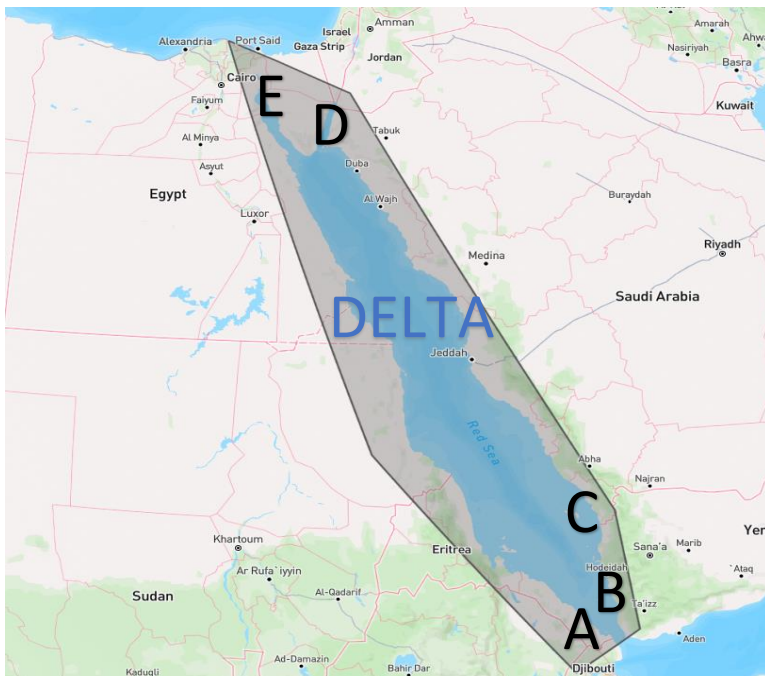 Alexandria
Port Said
Israel
Amman
Gaza Strip
Jordan
Amarah
Nasiriyah
Basra
Kuwait
Cairo
E
D
Faiyum
Al Minya
Tabuk
Asyut
Duba
Egypt
Al Wajh
Buraydah
Luxor
Medina
Riyadh
Saudi Arabia
DELTA
Jeddah
Red Sea
Abha
Najran
C
Khartoum
Eritrea
Sana'a
Marib
Hodeidah
`Ataq
Ar Rufa`iyyin
Al-Qadarif
Sudan
B
Ta'izz
A
Aden
Ad-Damazin
Bahir Dar
Djibouti
Kadugli